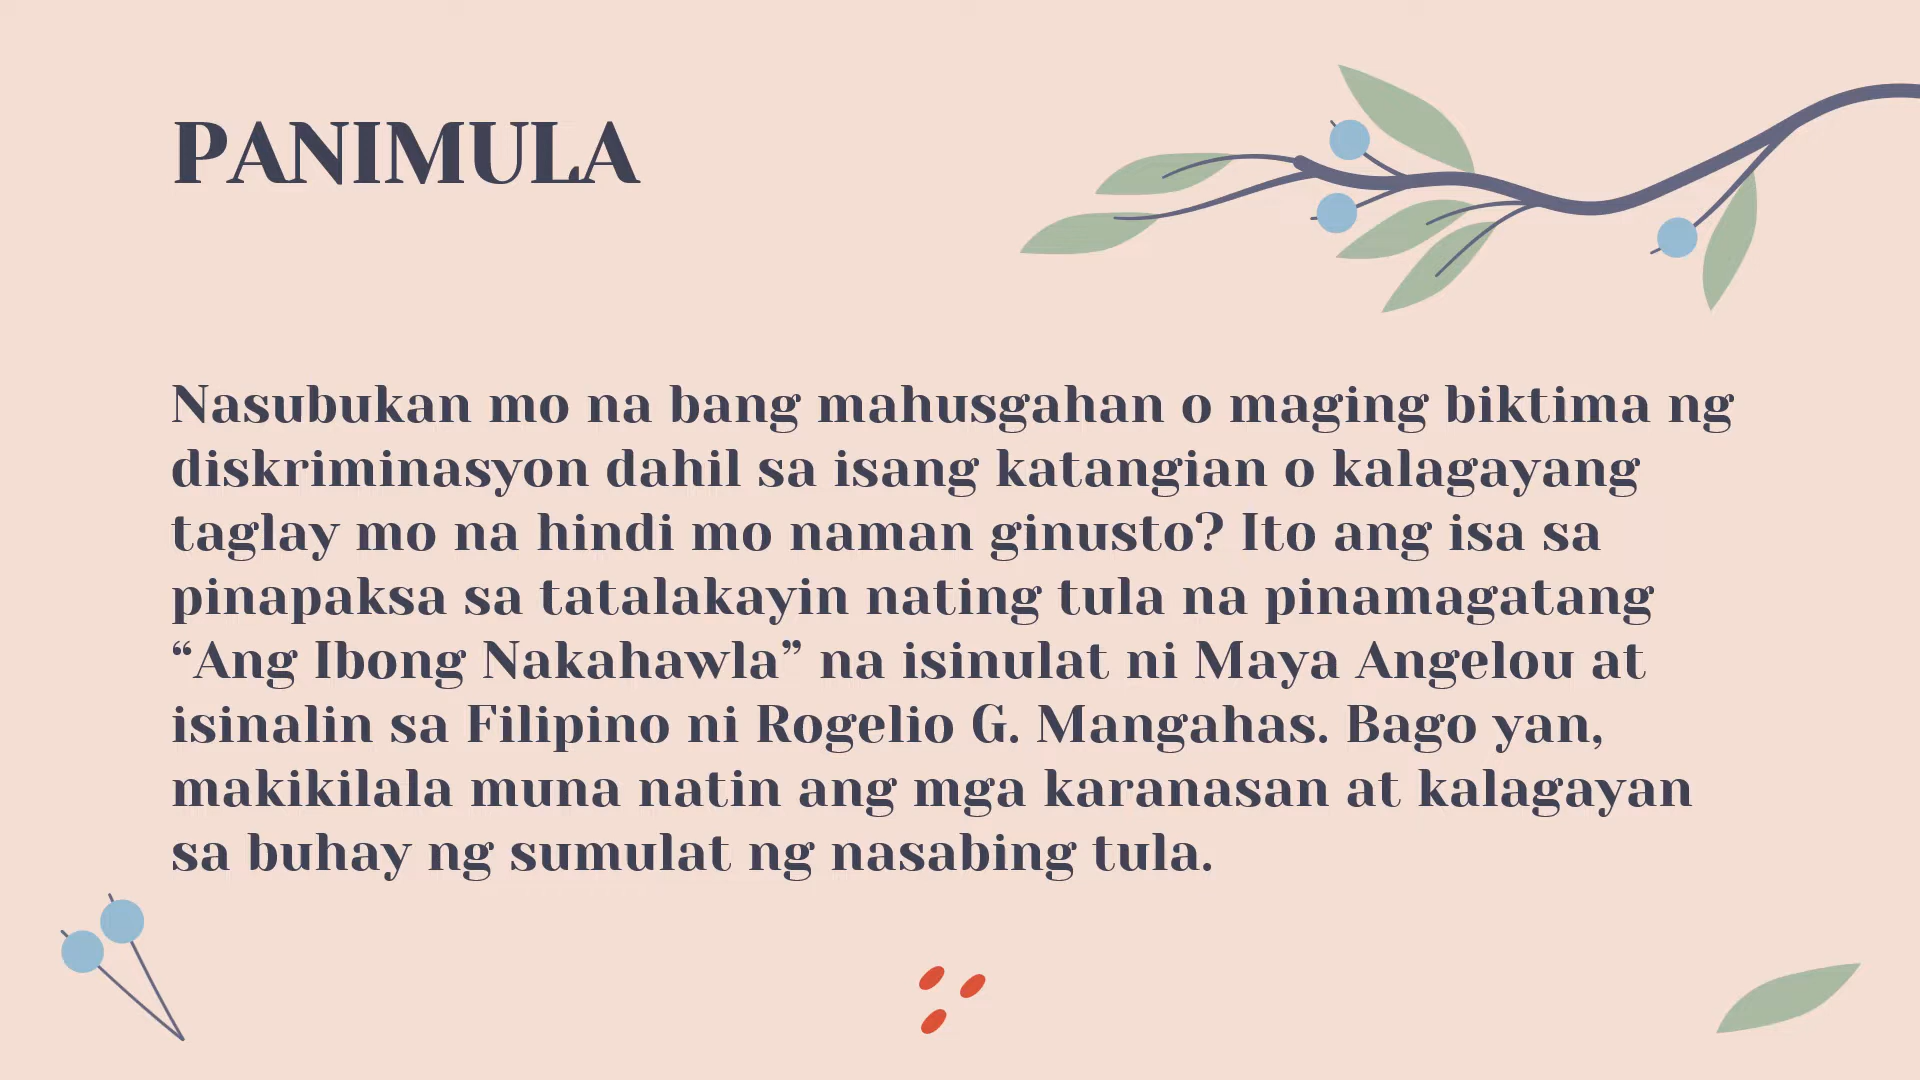 PANIMULA
Nasubukan mo na bang mahusgahan o maging biktima ng
diskriminasyon dahil sa isang katangian o kalagayang
taglay mo na hindi mo naman ginusto? Ito ang isa sa
pinapaksa sa tatalakayin nating tula na pinamagatang
“Ang Ibong Nakahawla” na isinulat ni Maya Angelou at
isinalin sa Filipino ni Rogelio G. Mangahas. Bago yan,
makikilala muna natin ang mga karanasan at kalagayan
sa buhay ng sumulat ng nasabing tula.